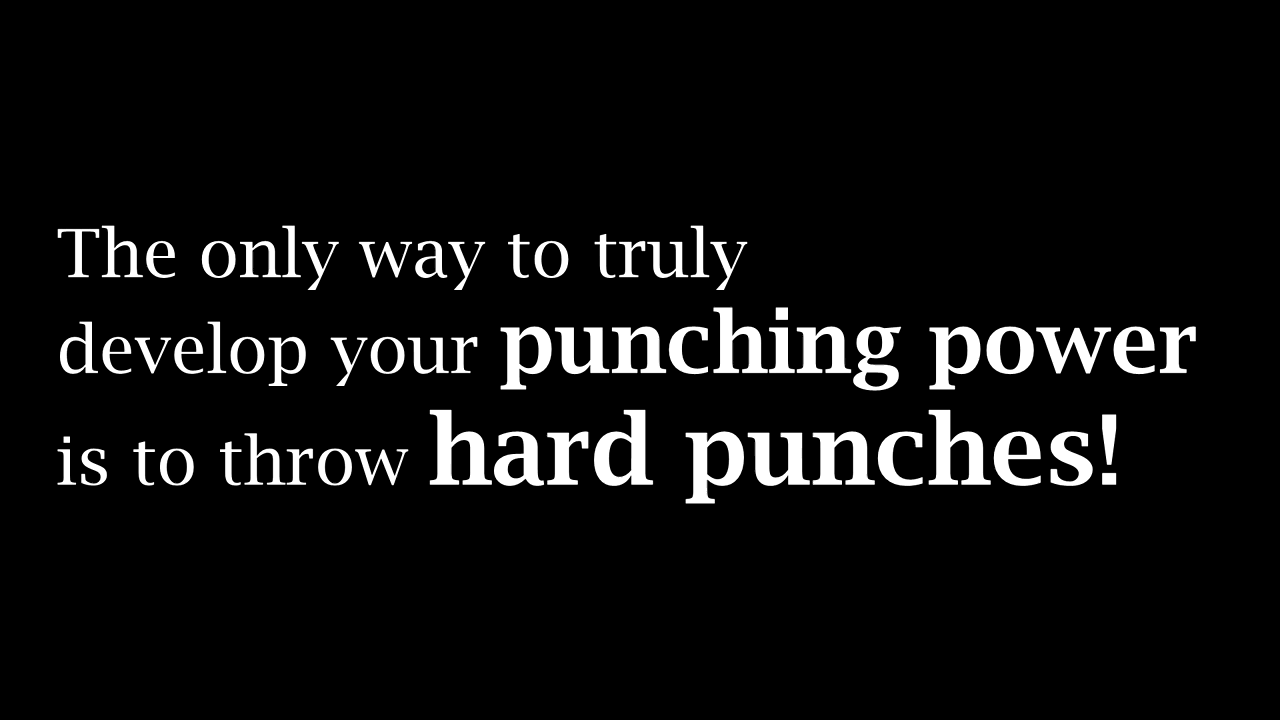 The only way to truly
develop your punching power
is to throw hard punches!